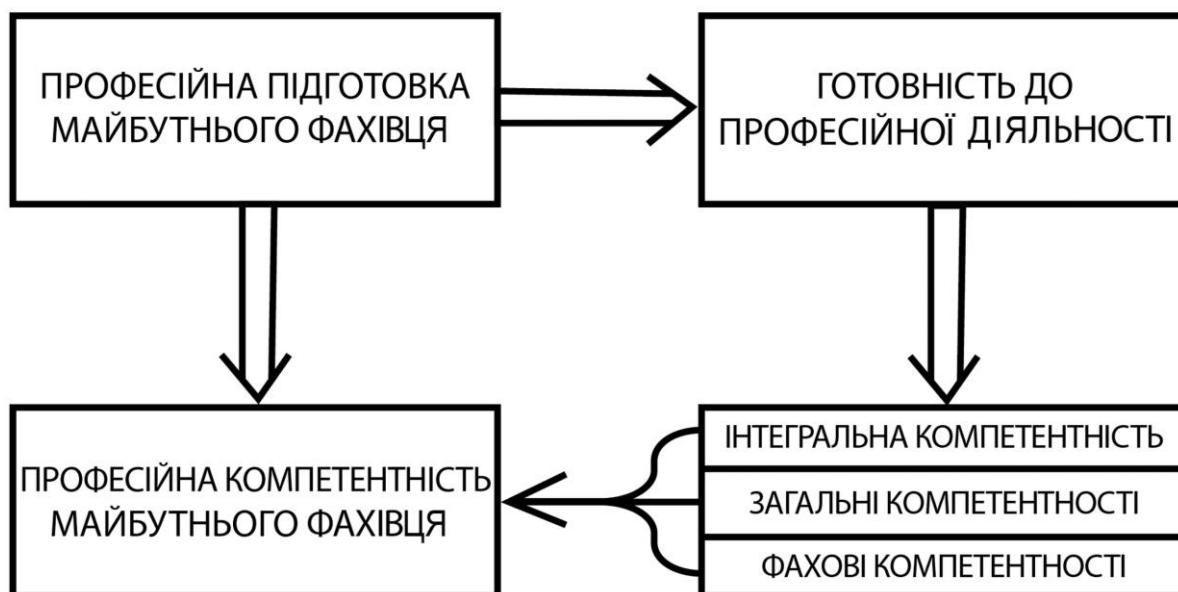 ПРОФЕСІЙНА ПІДГОТОВКА
МАЙБУТНЬОГО ФАХІВЦЯ
ГОТОВНІСТЬ ДО
ПРОФЕСІЙНОЇ ДІЯЛЬНОСТІ
ПРОФЕСІЙНА КОМПЕТЕНТНІСТЬ
МАЙБУТНЬОГО ФАХІВЦЯ
ІНТЕГРАЛЬНА КОМПЕТЕНТНІСТЬ
ЗАГАЛЬНІ КОМПЕТЕНТНОСТІ
ФАХОВІ КОМПЕТЕНТНОСТІ